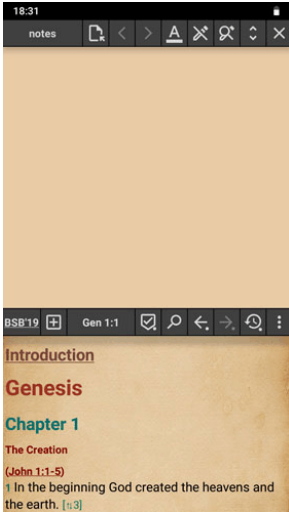 18:31
notes
A
BSB'19 Gen 1:1
Introduction
Genesis
Chapter 1
The Creation
(John 1:1-5)
1 In the beginning God created the heavens and
the earth. [₪3]